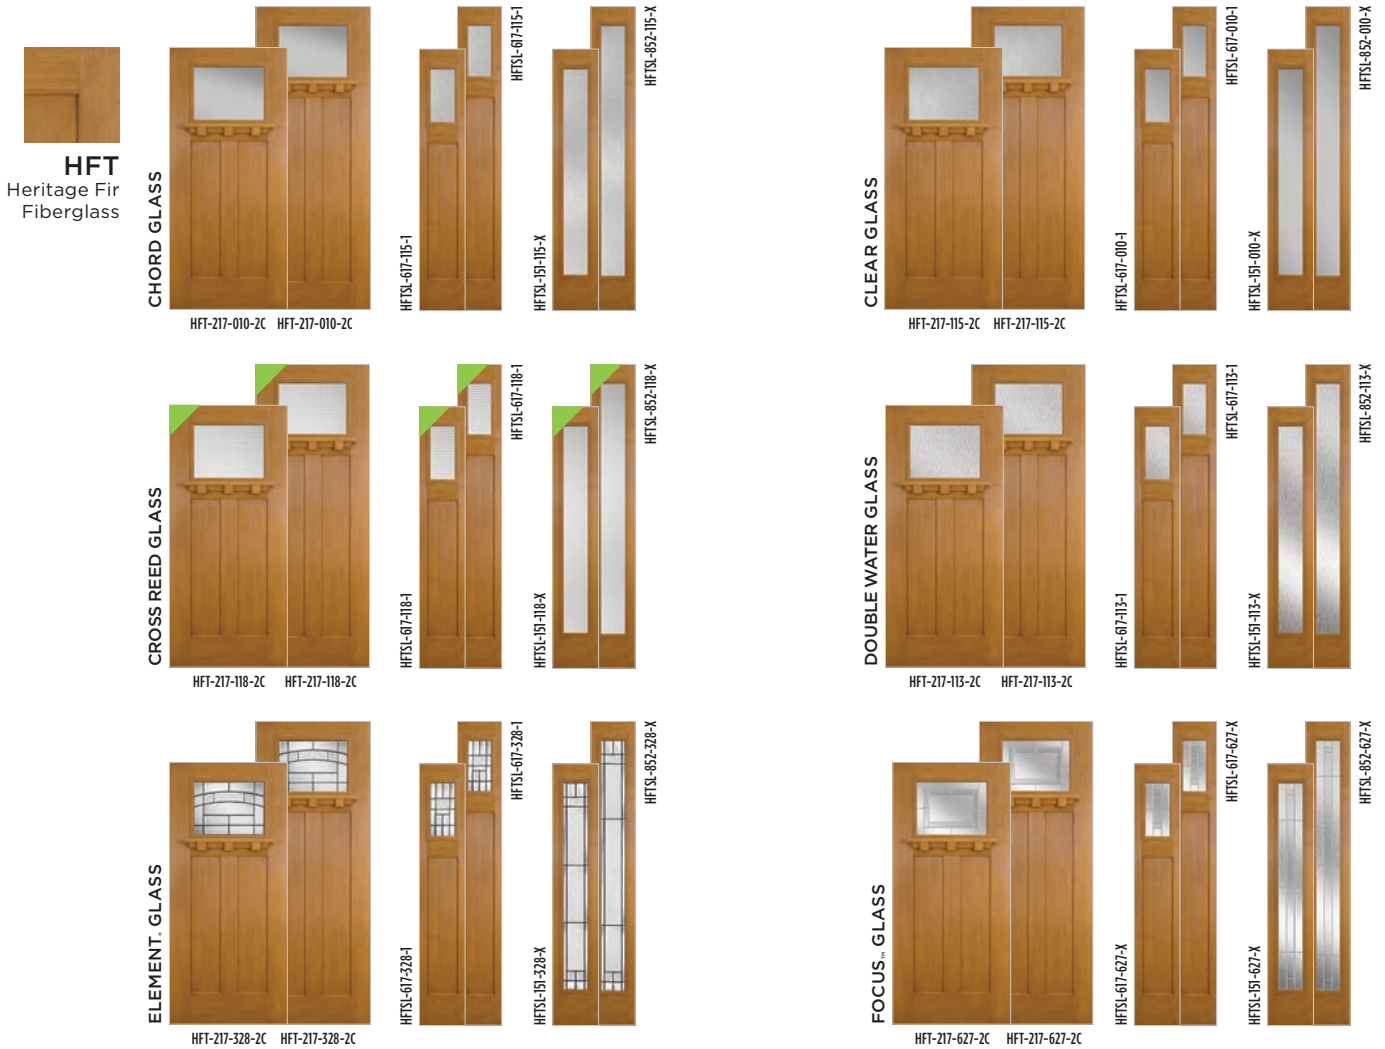 HFT
Heritage Fir
Fiberglass
CHORD GLASS
HFT-217-010-2C HFT-217-010-2C
HFTSL-617-115-1
HFTSL-617-115-1
HFTSL-151-115-X
HFTSL-852-115-X
CLEAR GLASS
HFT-217-115-2C HFT-217-115-2C
HFTSL-617-010-1
HFTSL-617-010-1
HFTSL-151-010-X
HFTSL-852-010-X
CROSS REED GLASS
HFT-217-118-2C HFT-217-118-2C
HFTSL-617-118-1
HFTSL-617-118-1
HFTSL-151-118-X
HFTSL-852-118-X
DOUBLE WATER GLASS
HFT-217-113-2C HFT-217-113-2C
HFTSL-617-113-1
HFTSL-617-113-1
HFTSL-151-113-X
HFTSL-852-113-X
ELEMENT® GLASS
HFT-217-328-2C HFT-217-328-2C
HFTSL-617-328-1
HFTSL-617-328-1
HFTSL-151-328-X
HFTSL-852-328-X
FOCUS™ GLASS
HFT-217-627-2C HFT-217-627-2C
HFTSL-617-627-X
HFTSL-617-627-X
HFTSL-151-627-X
HFTSL-852-627-X